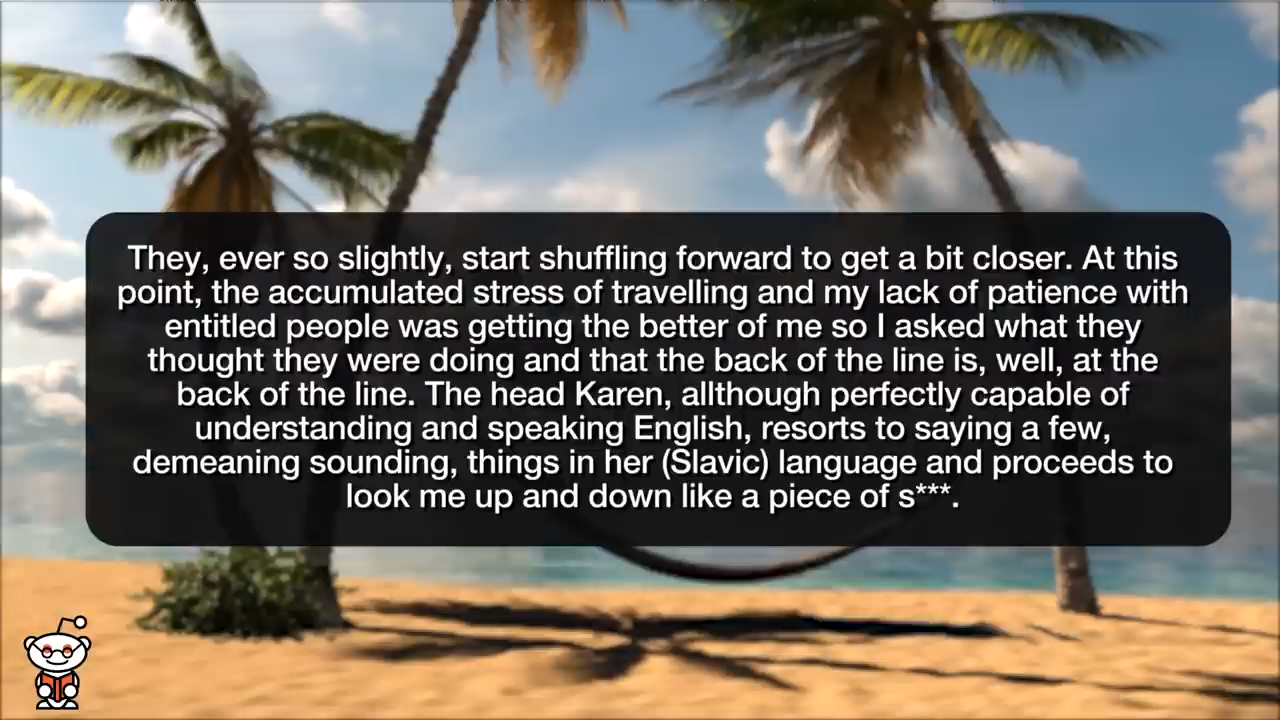 They, ever so slightly, start shuffling forward to get a bit closer. At this
point, the accumulated stress of travelling and my lack of patience with
entitled people was getting the better of me so I asked what they
thought they were doing and that the back of the line is, well, at the
back of the line. The head Karen, allthough perfectly capable of
understanding and speaking English, resorts to saying a few,
demeaning sounding, things in her (Slavic) language and proceeds to
look me up and down like a piece of s***.